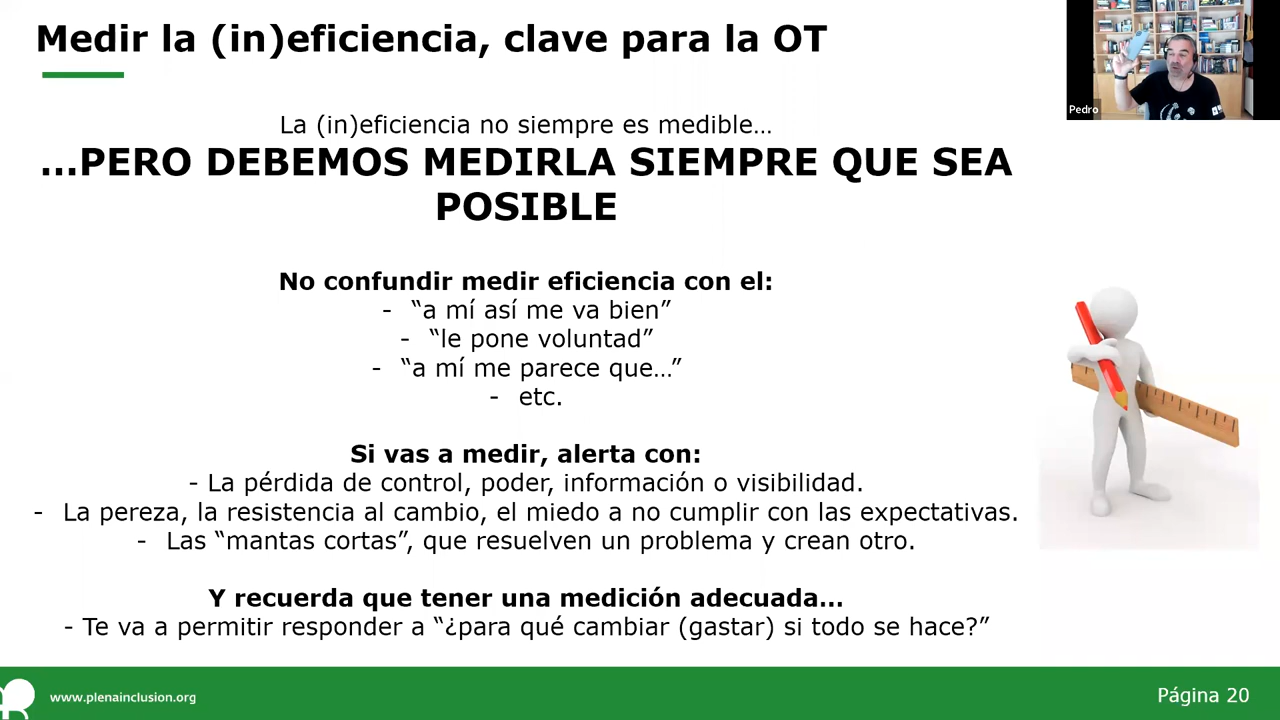 Medir la (in)eficiencia, clave para la OT
Pedro
La (in)eficiencia no siempre es medible…
…PERO DEBEMOS MEDIRLA SIEMPRE QUE SEA
POSIBLE
No confundir medir eficiencia con el:
- “a mí así me va bien”
- “le pone voluntad”
- “a mí me parece que…”
- etc.
Si vas a medir, alerta con:
- La pérdida de control, poder, información o visibilidad.
- La pereza, la resistencia al cambio, el miedo a no cumplir con las expectativas.
- Las “mantas cortas”, que resuelven un problema y crean otro.
Y recuerda que tener una medición adecuada…
- Te va a permitir responder a “¿para qué cambiar (gastar) si todo se hace?”
www.plenainclusion.org
Página 20